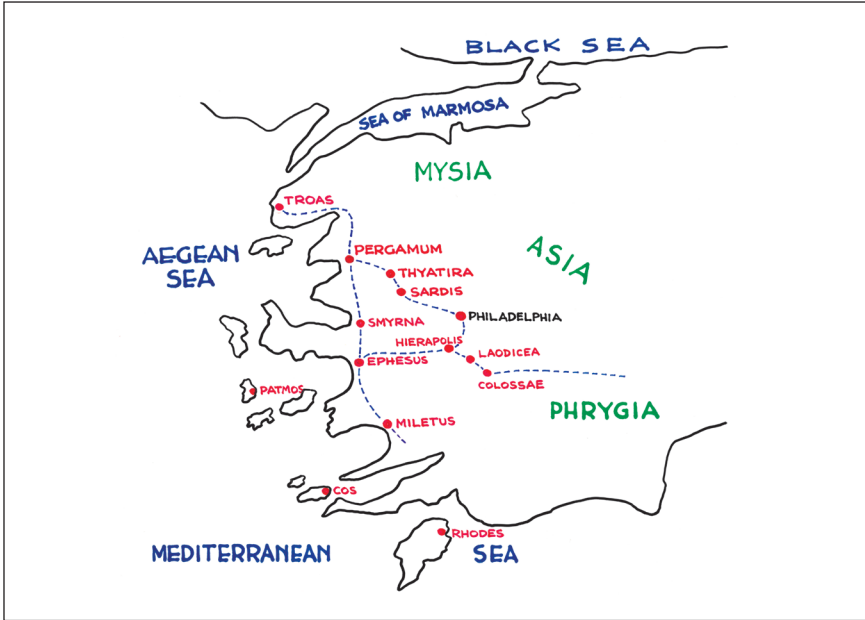 BLACK SEA
SEA OF MARMOSA
MYSIA
TROAS
AEGEAN
SEA
PERGAMUM
ASIA
THYATIRA
SARDIS
PHILADELPHIA
SMYRNA
HIERAPOLIS
LAODICEA
EPHESUS
COLOSSAE
PATMOS
PHRYGIA
MILETUS
COS
RHODES
MEDITERRANEAN SEA